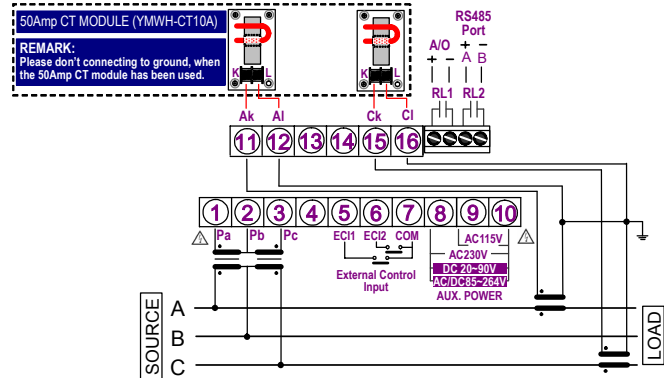 50Amp CT MODULE (YMWH-CT10A)
REMARK:
Please don't connecting to ground, when
the 50Amp CT module has been used.
K L
K L
Ak Al
Ck Cl
RS485
Port
A/O + -
+ - A B
RL1 RL2
11 12 13 14 15 16
1 2 3 4 5 6 7 8 9 10
Pa Pb Pc ECI1 ECI2 COM
AC115V
AC230V
DC 20~90V
AC/DC85~264V
AUX. POWER
External Control
Input
SOURCE
A
B
C
LOAD